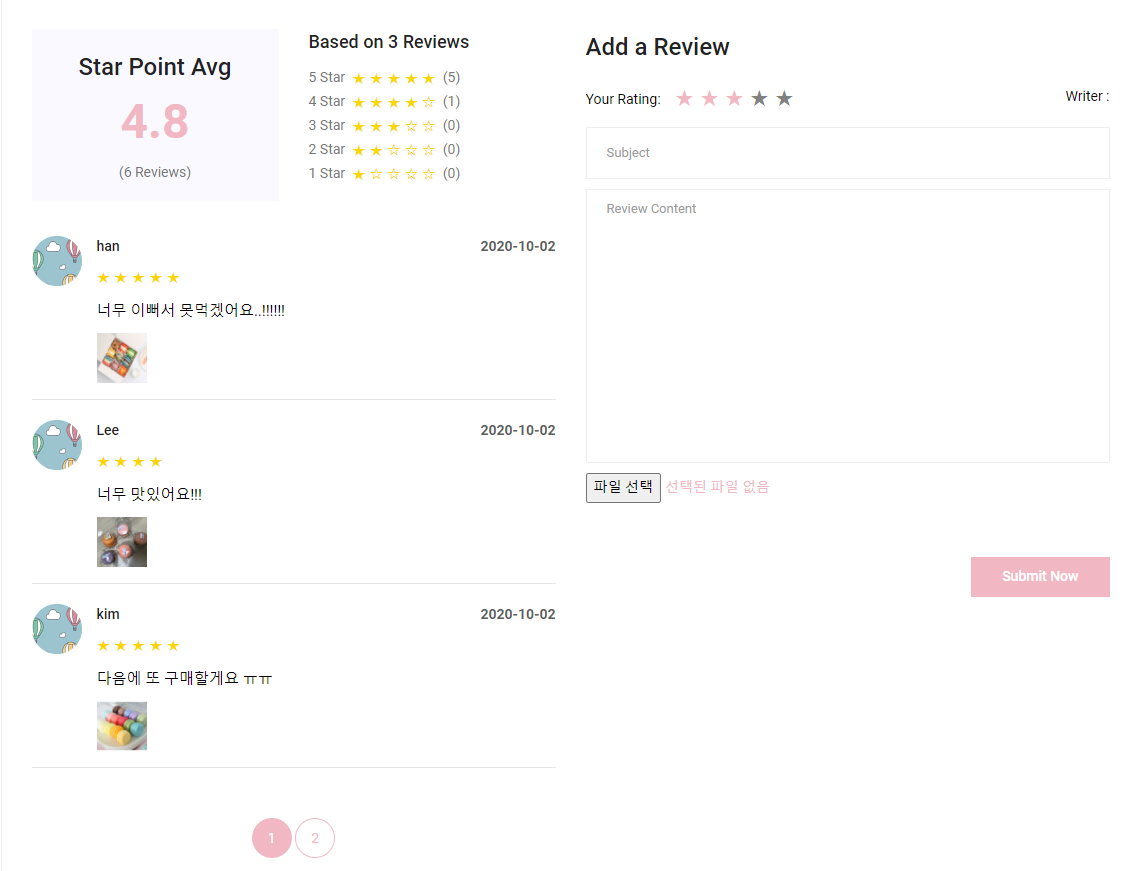 Star Point Avg
4.8
(6 Reviews)
Based on 3 Reviews
5 Star ★ ★ ★ ★ ★ (5)
4 Star ★ ★ ★ ★ ☆ (1)
3 Star ★ ★ ★ ☆ ☆ (0)
2 Star ★ ★ ☆ ☆ ☆ (0)
1 Star ★ ☆ ☆ ☆ ☆ (0)
han 2020-10-02
★ ★ ★ ★ ★
너무 이뻐서 못먹겠어요..!!!!!!
Lee 2020-10-02
★ ★ ★ ★
너무 맛있어요!!!
kim 2020-10-02
★ ★ ★ ★ ★
다음에 또 구매할게요 ㅠㅠ
1 2
Add a Review
Your Rating: ★ ★ ★ ★ ★ Writer :
Subject
Review Content
파일 선택 선택된 파일 없음
Submit Now